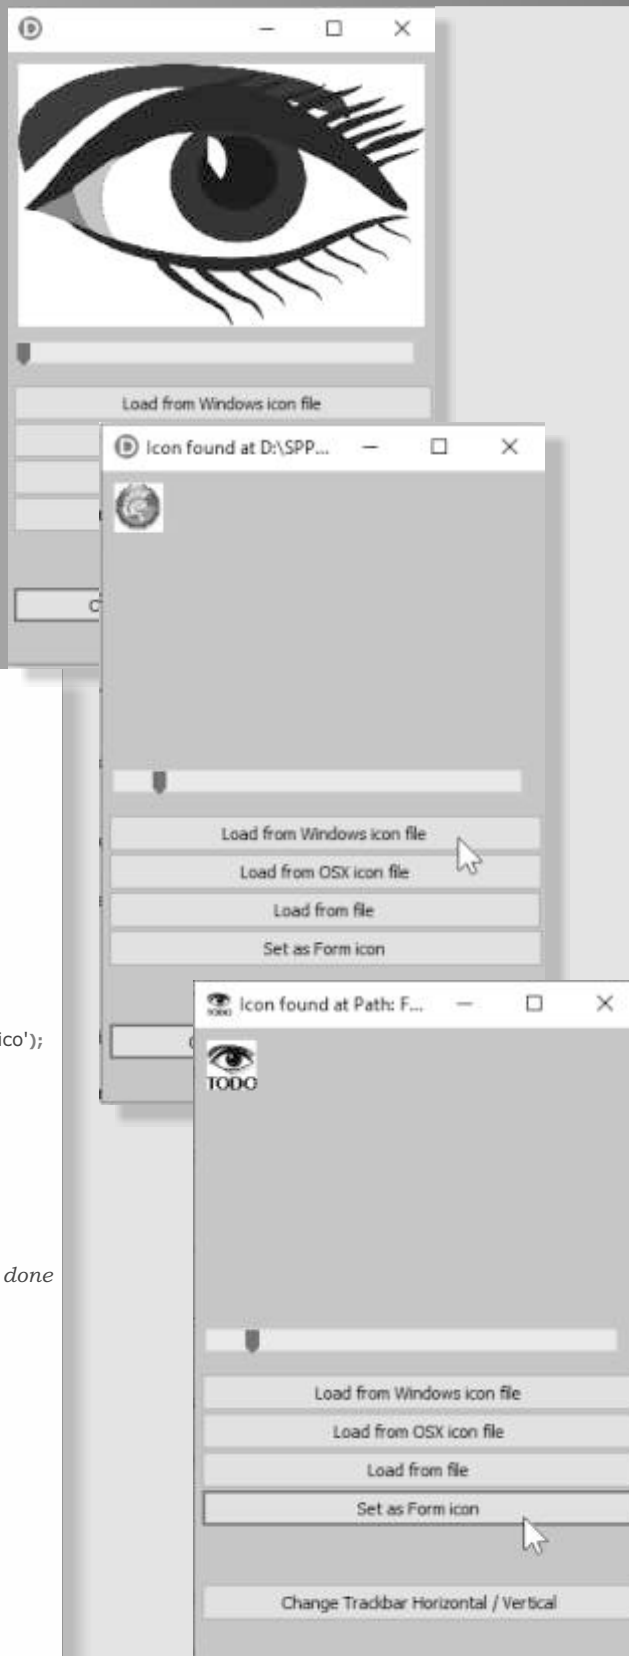 Load from Windows icon file
Icon found at D:\SPP...
Load from Windows icon file
Load from OSX icon file
Load from file
Set as Form icon
Icon found at Path: F...
ico');
TODO
done
Load from Windows icon file
Load from OSX icon file
Load from file
Set as Form icon
Change Trackbar Horizontal / Vertical